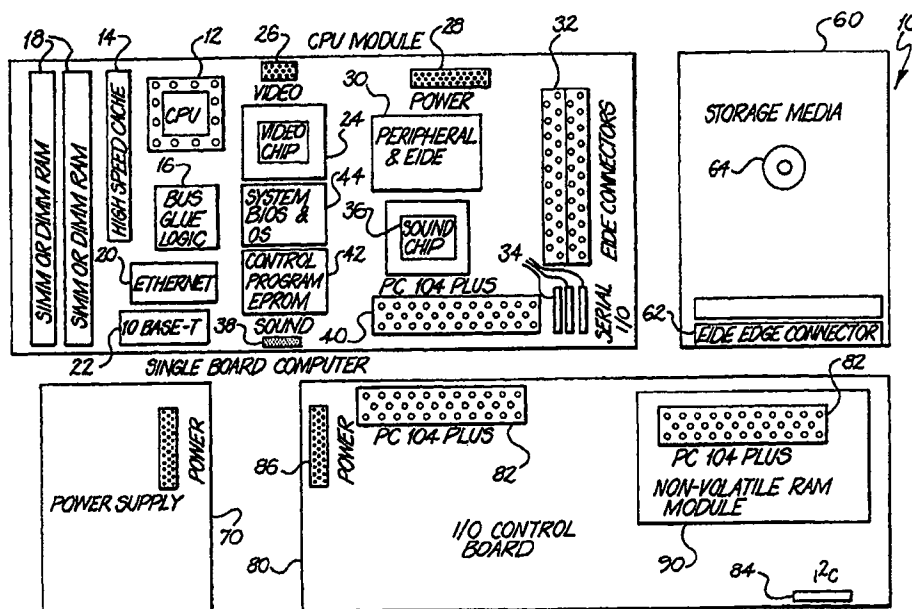 60
10
18
14
12
26
28
32
CPU MODULE
SIMM OR DIMM RAM
SIMM OR DIMM RAM
HIGH SPEED CACHE
CPU
VIDEO
POWER
30
VIDEO CHIP
24
PERIPHERAL & EIDE
EIDE CONNECTORS
STORAGE MEDIA
64
16
BUS GLUE LOGIC
SYSTEM BIOS & OS
44
36
SOUND CHIP
20
ETHERNET
CONTROL PROGRAM EPROM
42
34
PC 104 PLUS
SERIAL I/O
10 BASE-T
SOUND
38
40
62
EIDE EDGE CONNECTOR
22
SINGLE BOARD COMPUTER
82
POWER
POWER SUPPLY
70
86
POWER
PC 104 PLUS
82
I/O CONTROL BOARD
80
PC 104 PLUS
NON-VOLATILE RAM MODULE
90
84
I²C